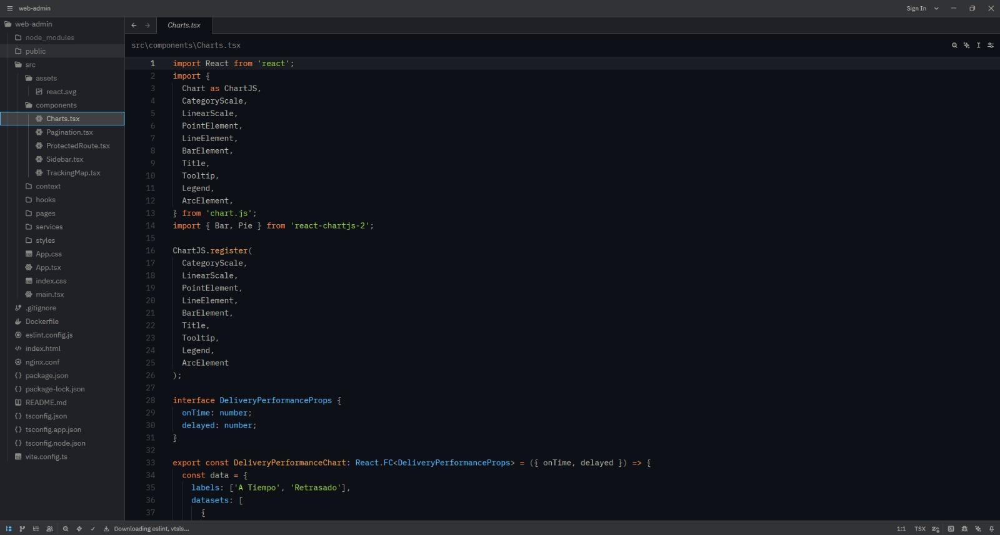 web-admin
Sign In
web-admin
node_modules
public
src
assets
react.svg
components
Charts.tsx
Pagination.tsx
ProtectedRoute.tsx
Sidebar.tsx
TrackingMap.tsx
context
hooks
pages
services
styles
App.css
App.tsx
index.css
main.tsx
.gitignore
Dockerfile
eslint.config.js
index.html
nginx.conf
package.json
package-lock.json
README.md
tsconfig.json
tsconfig.app.json
tsconfig.node.json
vite.config.ts
Charts.tsx
src\components\Charts.tsx
1 import React from 'react';
2 import {
3 Chart as ChartJS,
4 CategoryScale,
5 LinearScale,
6 PointElement,
7 LineElement,
8 BarElement,
9 Title,
10 Tooltip,
11 Legend,
12 ArcElement,
13 } from 'chart.js';
14 import { Bar, Pie } from 'react-chartjs-2';
15
16 ChartJS.register(
17 CategoryScale,
18 LinearScale,
19 PointElement,
20 LineElement,
21 BarElement,
22 Title,
23 Tooltip,
24 Legend,
25 ArcElement
26 );
27
28 interface DeliveryPerformanceProps {
29 onTime: number;
30 delayed: number;
31 }
32
33 export const DeliveryPerformanceChart: React.FC<DeliveryPerformanceProps> = ({ onTime, delayed }) => {
34 const data = {
35 labels: ['A Tiempo', 'Retrasado'],
36 datasets: [
37 {
Downloading eslint, vtsls...
1:1
TSX